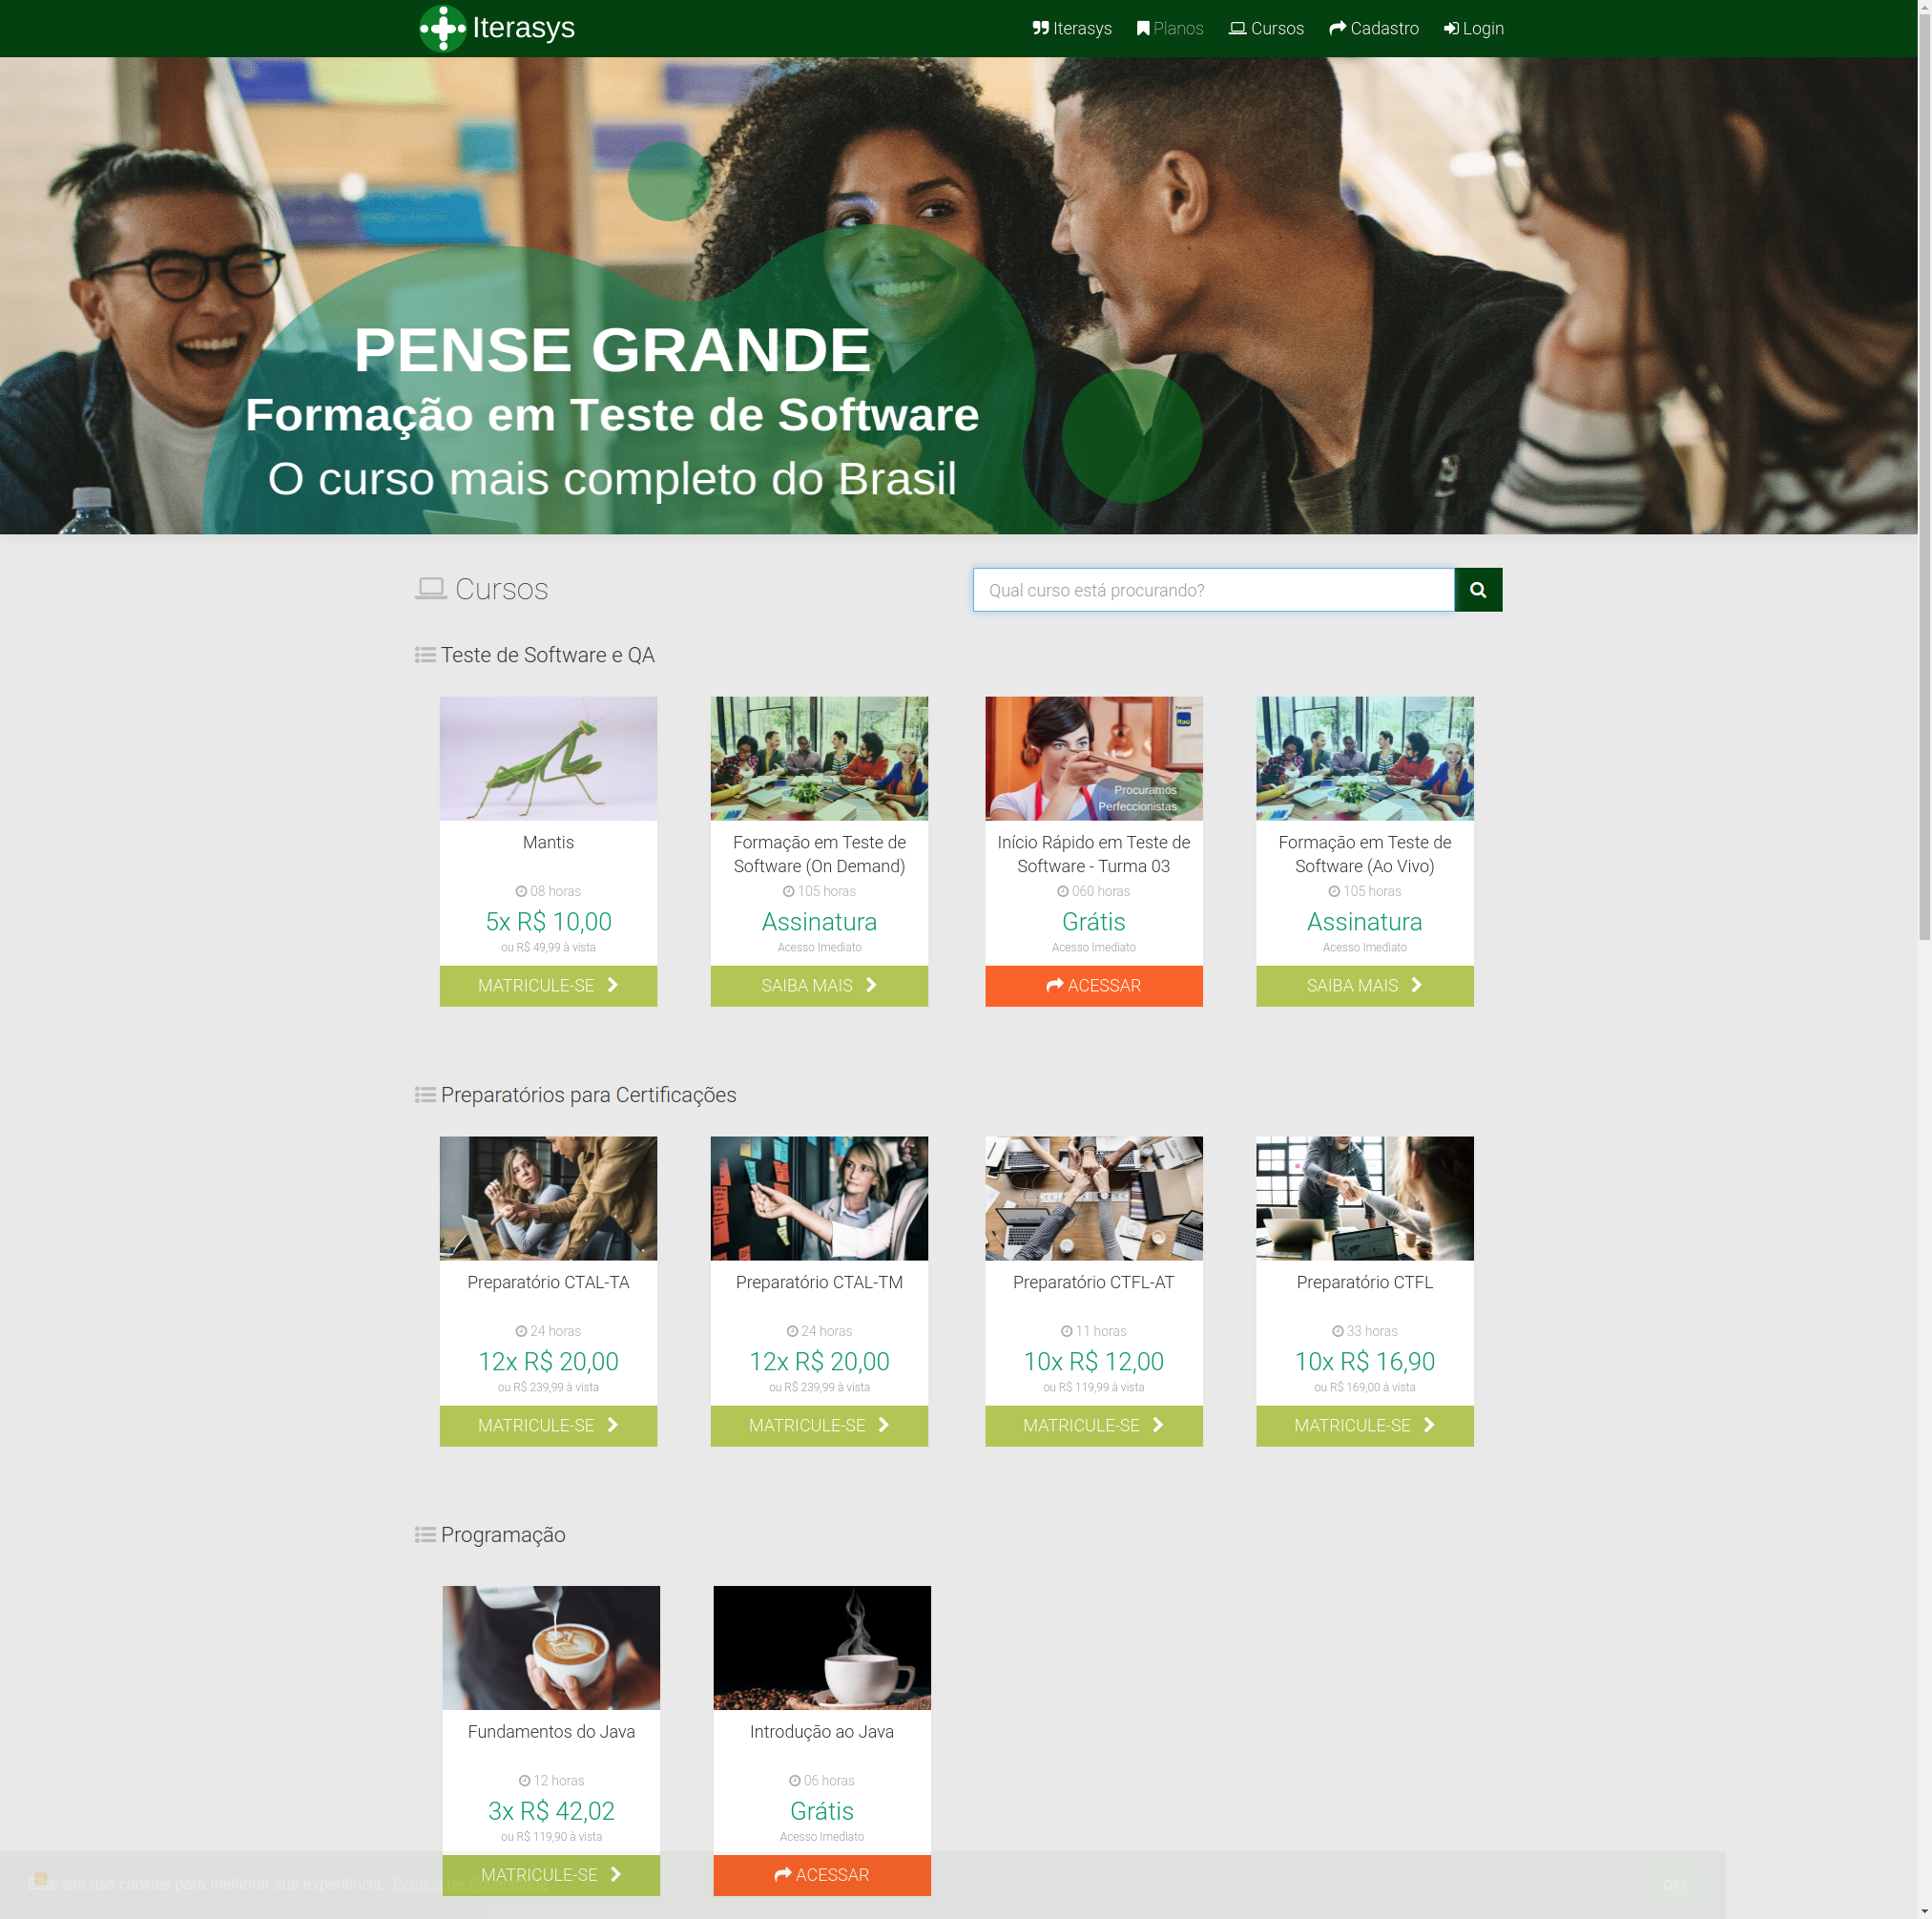 Iterasys
Iterasys
Planos
Cursos
Cadastro
Login
PENSE GRANDE
Formação em Teste de Software
O curso mais completo do Brasil
Cursos
Qual curso está procurando?
Teste de Software e QA
Procuramos
Perfeccionistas
Mantis
08 horas
5x R$ 10,00
ou R$ 49,99 à vista
MATRICULE-SE
Formação em Teste de
Software (On Demand)
105 horas
Assinatura
Acesso Imediato
SAIBA MAIS
Início Rápido em Teste de
Software - Turma 03
060 horas
Grátis
Acesso Imediato
ACESSAR
Formação em Teste de
Software (Ao Vivo)
105 horas
Assinatura
Acesso Imediato
SAIBA MAIS
Preparatórios para Certificações
Preparatório CTAL-TA
24 horas
12x R$ 20,00
ou R$ 239,99 à vista
MATRICULE-SE
Preparatório CTAL-TM
24 horas
12x R$ 20,00
ou R$ 239,99 à vista
MATRICULE-SE
Preparatório CTFL-AT
11 horas
10x R$ 12,00
ou R$ 119,99 à vista
MATRICULE-SE
Preparatório CTFL
33 horas
10x R$ 16,90
ou R$ 169,00 à vista
MATRICULE-SE
Programação
Fundamentos do Java
12 horas
3x R$ 42,02
ou R$ 119,90 à vista
MATRICULE-SE
Introdução ao Java
06 horas
Grátis
Acesso Imediato
ACESSAR
site usa cookies para melhorar sua experiência. Política de
Ok!